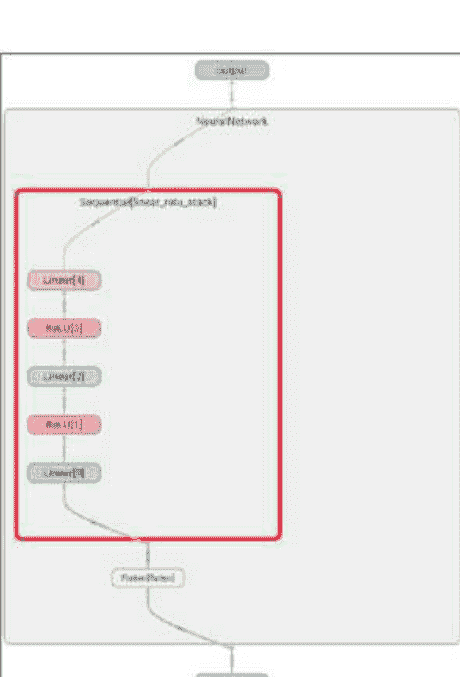 output
NeuralNetwork
Sequential[linear_relu_stack]
Linear[4]
ReLU[3]
Linear[2]
ReLU[1]
Linear[0]
Flatten[flatten]